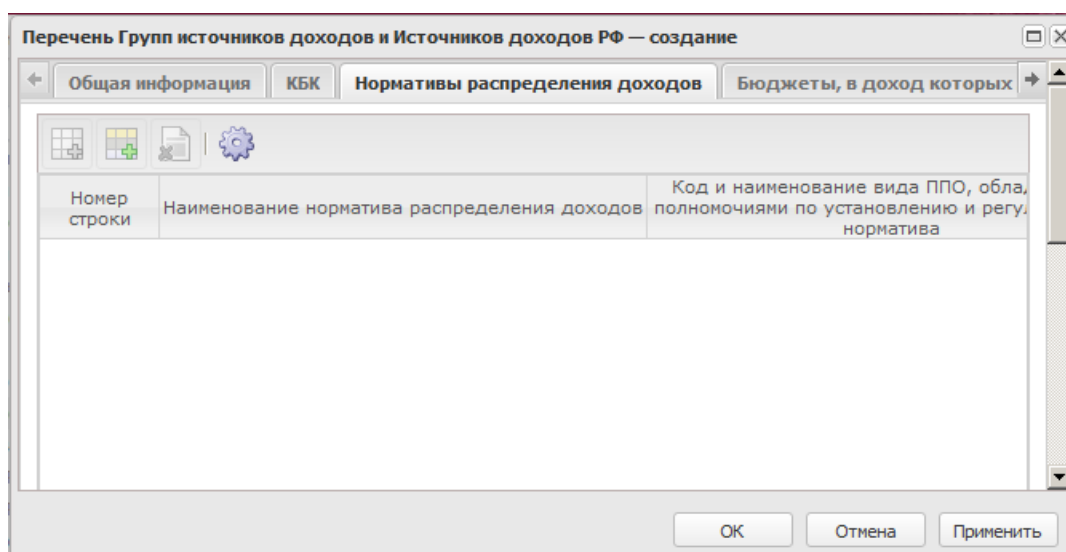 Перечень Групп источников доходов и Источников доходов РФ — создание
Общая информация КБК Нормативы распределения доходов Бюджеты, в доход которых
Номер строки
Наименование норматива распределения доходов
Код и наименование вида ППО,
полномочиями по установлению и
норматива
ОК Отмена Применить